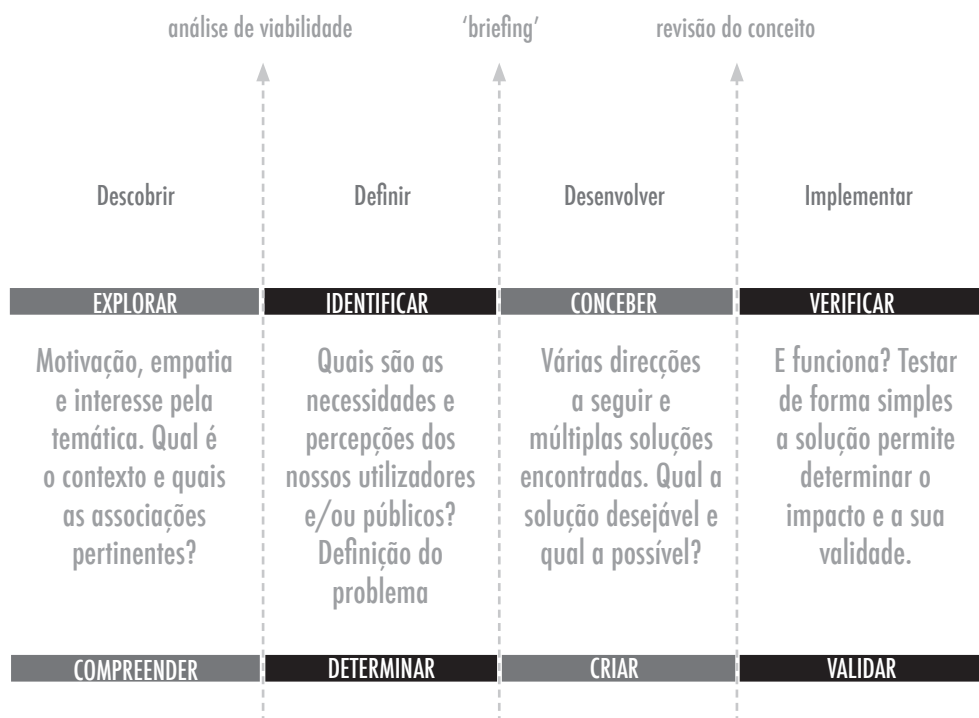 análise de viabilidade
'briefing'
revisão do conceito
Descobrir
Definir
Desenvolver
Implementar
EXPLORAR
IDENTIFICAR
CONCEBER
VERIFICAR
Motivação, empatia
e interesse pela
temática. Qual é
o contexto e quais
as associações
pertinentes?
Quais são as
necessidades e
percepções dos
nossos utilizadores
e/ou públicos?
Definição do
problema
Várias direcções
a seguir e
múltiplas soluções
encontradas. Qual a
solução desejável e
qual a possível?
E funciona? Testar
de forma simples
a solução permite
determinar o
impacto e a sua
validade.
COMPREENDER
DETERMINAR
CRIAR
VALIDAR